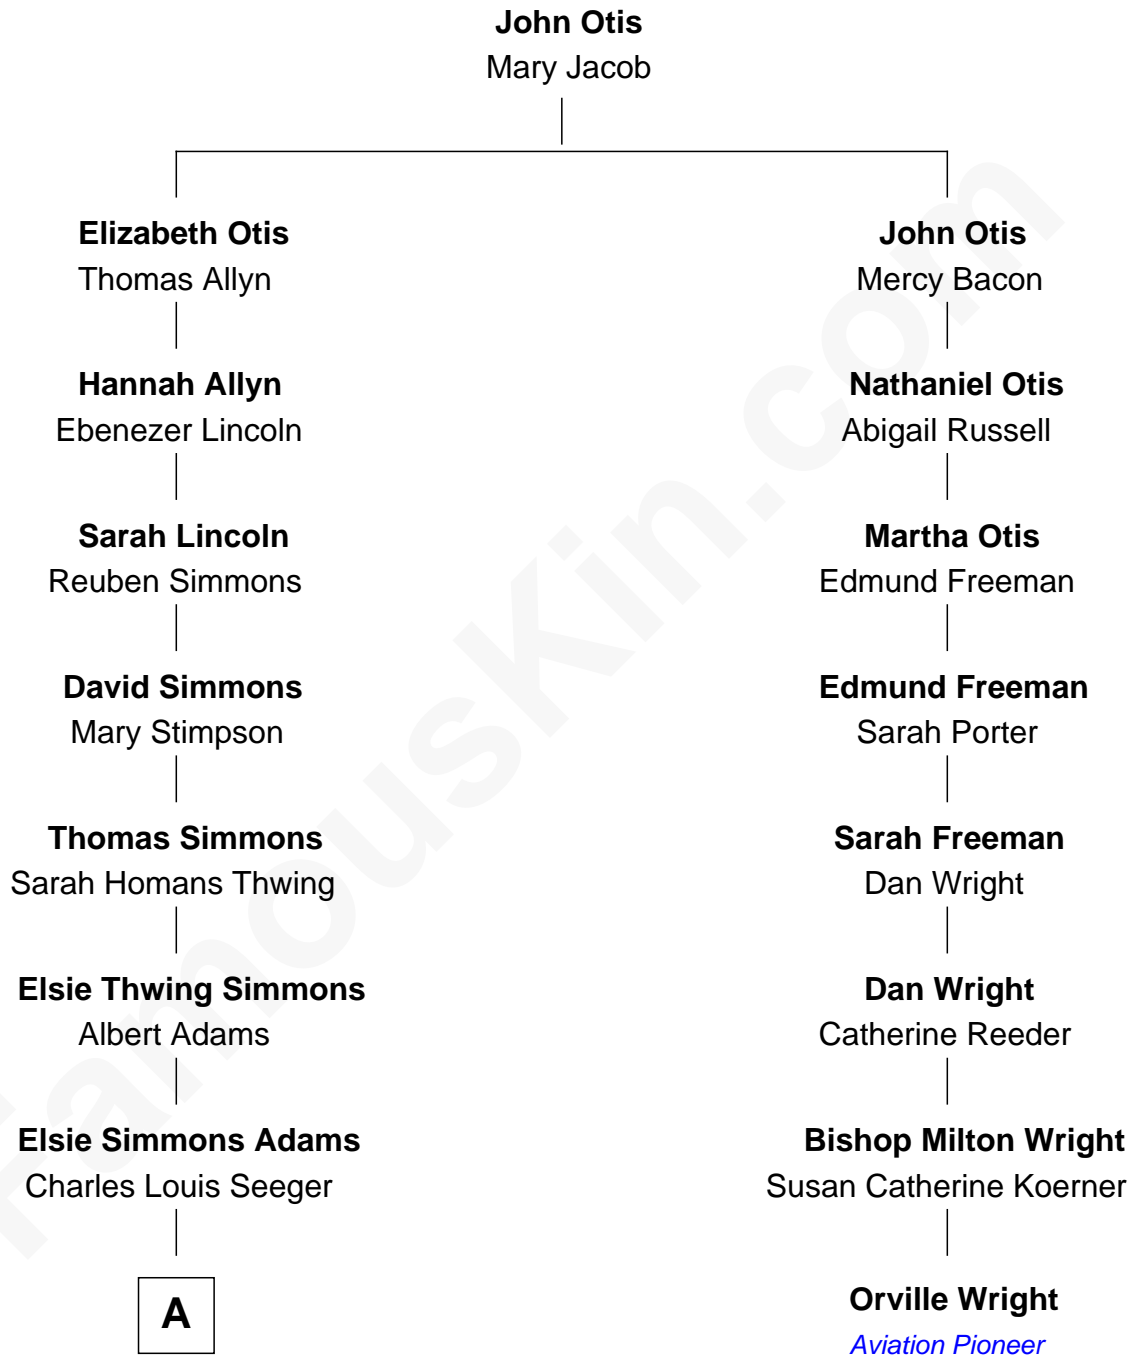 John Otis
Mary Jacob
Elizabeth Otis
Thomas Allyn
John Otis
Mercy Bacon
Hannah Allyn
Ebenezer Lincoln
Nathaniel Otis
Abigail Russell
Sarah Lincoln
Reuben Simmons
Martha Otis
Edmund Freeman
David Simmons
Mary Stimpson
Edmund Freeman
Sarah Porter
Thomas Simmons
Sarah Homans Thwing
Sarah Freeman
Dan Wright
Elsie Thwing Simmons
Albert Adams
Dan Wright
Catherine Reeder
Elsie Simmons Adams
Charles Louis Seeger
Bishop Milton Wright
Susan Catherine Koerner
A
Orville Wright
Aviation Pioneer
FamousKin.com